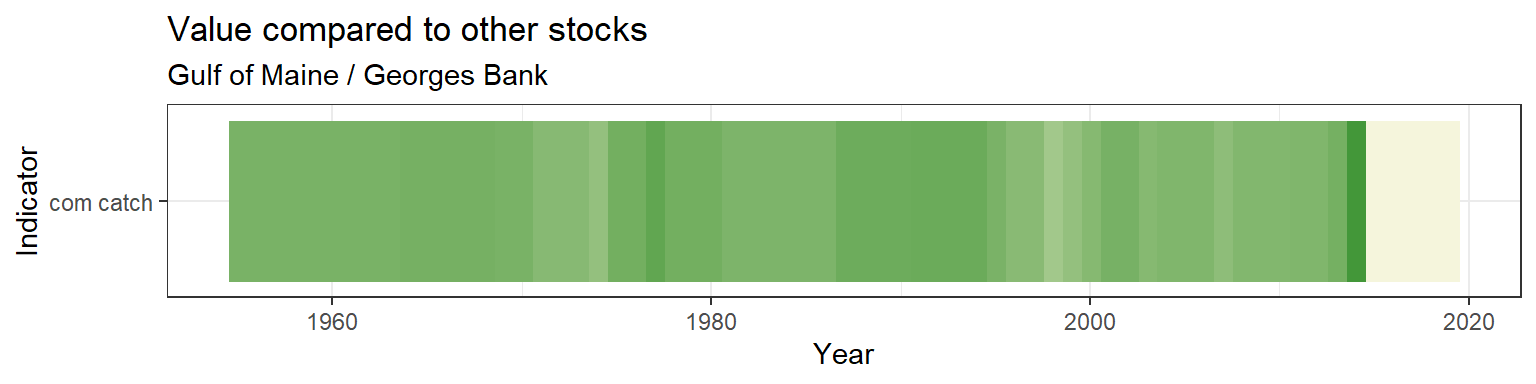 Value compared to other stocks
Gulf of Maine / Georges Bank
Indicator
com catch
1960 1980 2000 2020
Year